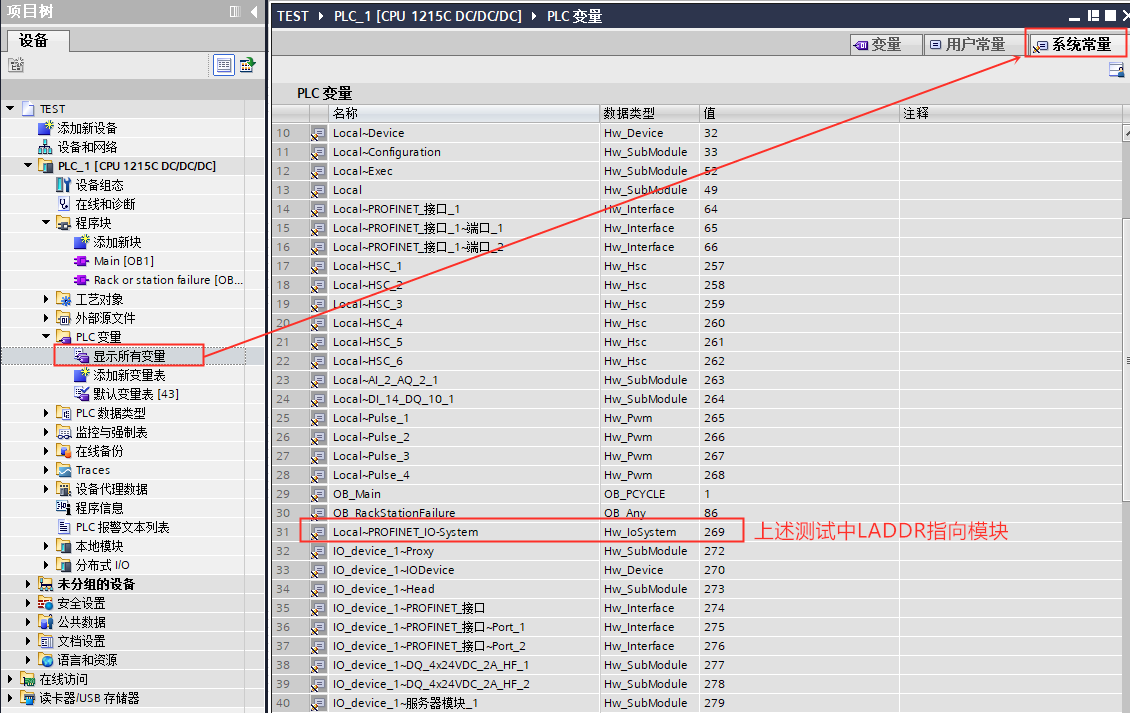 项目树
设备
TEST
添加新设备
设备和网络
PLC_1 [CPU 1215C DC/DC/DC]
设备组态
在线和诊断
程序块
添加新块
Main [OB1]
Rack or station failure [OB...
工艺对象
外部源文件
PLC 变量
显示所有变量
添加新变量表
默认变量表 [43]
PLC 数据类型
监控与强制表
在线备份
Traces
设备代理数据
程序信息
PLC 报警文本列表
本地模块
分布式 I/O
未分组的设备
安全设置
公共数据
文档设置
语言和资源
在线访问
读卡器/USB 存储器
TEST PLC_1 [CPU 1215C DC/DC/DC] PLC 变量
变量 用户常量 系统常量
PLC 变量
名称 数据类型 值 注释
10 Local~Device Hw_Device 32
11 Local~Configuration Hw_SubModule 33
12 Local~Exec Hw_SubModule 52
13 Local Hw_SubModule 49
14 Local~PROFINET_接口_1 Hw_Interface 64
15 Local~PROFINET_接口_1~端口_1 Hw_Interface 65
16 Local~PROFINET_接口_1~端口_2 Hw_Interface 66
17 Local~HSC_1 Hw_Hsc 257
18 Local~HSC_2 Hw_Hsc 258
19 Local~HSC_3 Hw_Hsc 259
20 Local~HSC_4 Hw_Hsc 260
21 Local~HSC_5 Hw_Hsc 261
22 Local~HSC_6 Hw_Hsc 262
23 Local~AI_2_AQ_2_1 Hw_SubModule 263
24 Local~DI_14_DQ_10_1 Hw_SubModule 264
25 Local~Pulse_1 Hw_Pwm 265
26 Local~Pulse_2 Hw_Pwm 266
27 Local~Pulse_3 Hw_Pwm 267
28 Local~Pulse_4 Hw_Pwm 268
29 OB_Main OB_PCYCLE 1
30 OB_RackStationFailure OB_Any 86
31 Local~PROFINET_IO-System Hw_IoSystem 269
上述测试中LADDR指向模块
32 IO_device_1~Proxy Hw_SubModule 272
33 IO_device_1~IODevice Hw_Device 270
34 IO_device_1~Head Hw_SubModule 273
35 IO_device_1~PROFINET_接口 Hw_Interface 274
36 IO_device_1~PROFINET_接口~Port_1 Hw_Interface 275
37 IO_device_1~PROFINET_接口~Port_2 Hw_Interface 276
38 IO_device_1~DQ_4x24VDC_2A_HF_1 Hw_SubModule 277
39 IO_device_1~DQ_4x24VDC_2A_HF_2 Hw_SubModule 278
40 IO_device_1~服务器模块_1 Hw_SubModule 279